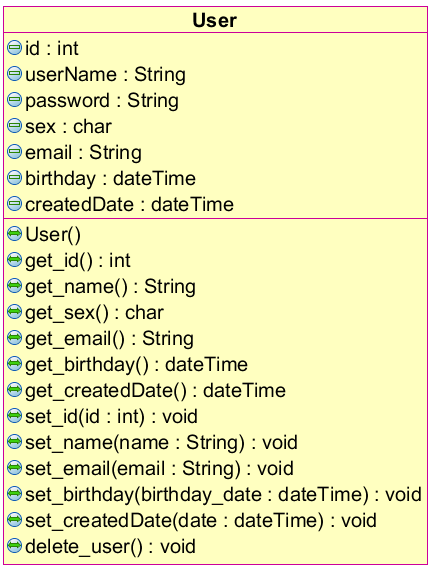 User
id : int
userName : String
password : String
sex : char
email : String
birthday : dateTime
createdDate : dateTime
User()
get_id() : int
get_name() : String
get_sex() : char
get_email() : String
get_birthday() : dateTime
get_createdDate() : dateTime
set_id(id : int) : void
set_name(name : String) : void
set_email(email : String) : void
set_birthday(birthday_date : dateTime) : void
set_createdDate(date : dateTime) : void
delete_user() : void